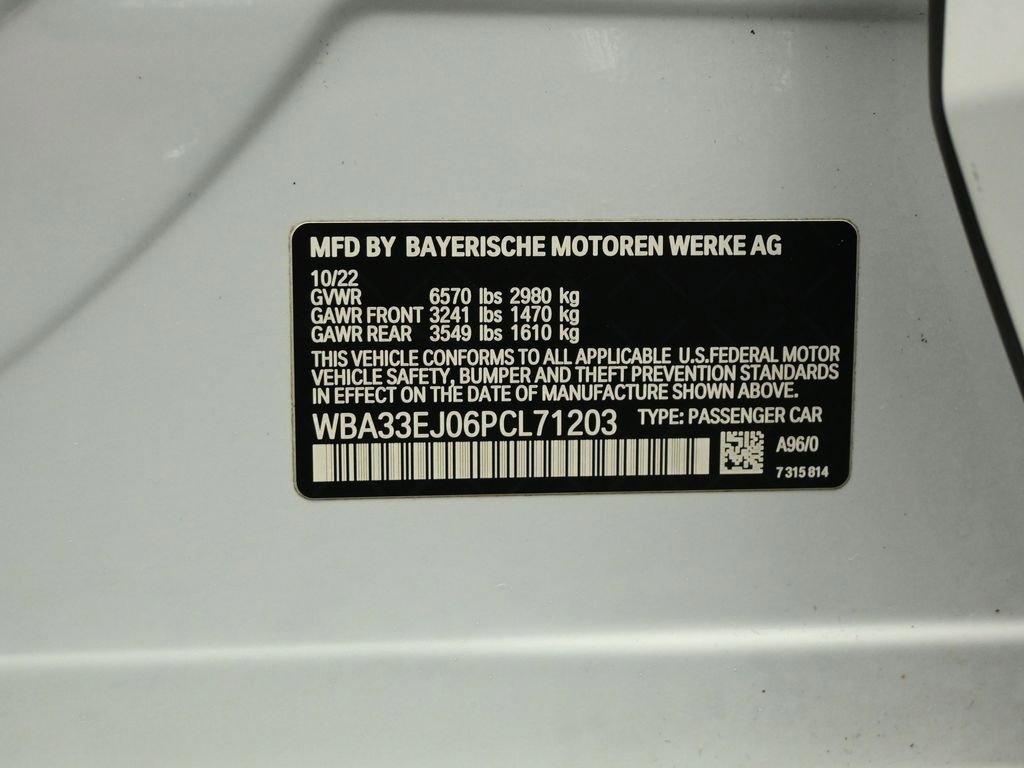 MFD BY BAYERISCHE MOTOREN WERKE AG
10/22
GVWR 6570 lbs 2980 kg
GAWR FRONT 3241 lbs 1470 kg
GAWR REAR 3549 lbs 1610 kg
THIS VEHICLE CONFORMS TO ALL APPLICABLE U.S.FEDERAL MOTOR
VEHICLE SAFETY, BUMPER AND THEFT PREVENTION STANDARDS
IN EFFECT ON THE DATE OF MANUFACTURE SHOWN ABOVE.
WBA33EJ06PCL71203 TYPE: PASSENGER CAR
A96/0
7 315 814